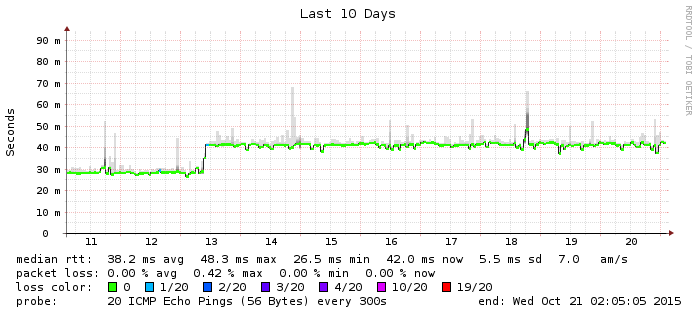 Last 10 Days
RRDTOOL / TOBI OETIKER
Seconds
90 m
80 m
70 m
60 m
50 m
40 m
30 m
20 m
10 m
0
11 12 13 14 15 16 17 18 19 20
median rtt: 38.2 ms avg 48.3 ms max 26.5 ms min 42.0 ms now 5.5 ms sd 7.0 am/s
packet loss: 0.00 % avg 0.42 % max 0.00 % min 0.00 % now
loss color: 0 1/20 2/20 3/20 4/20 10/20 19/20
probe: 20 ICMP Echo Pings (56 Bytes) every 300s end: Wed Oct 21 02:05:05 2015